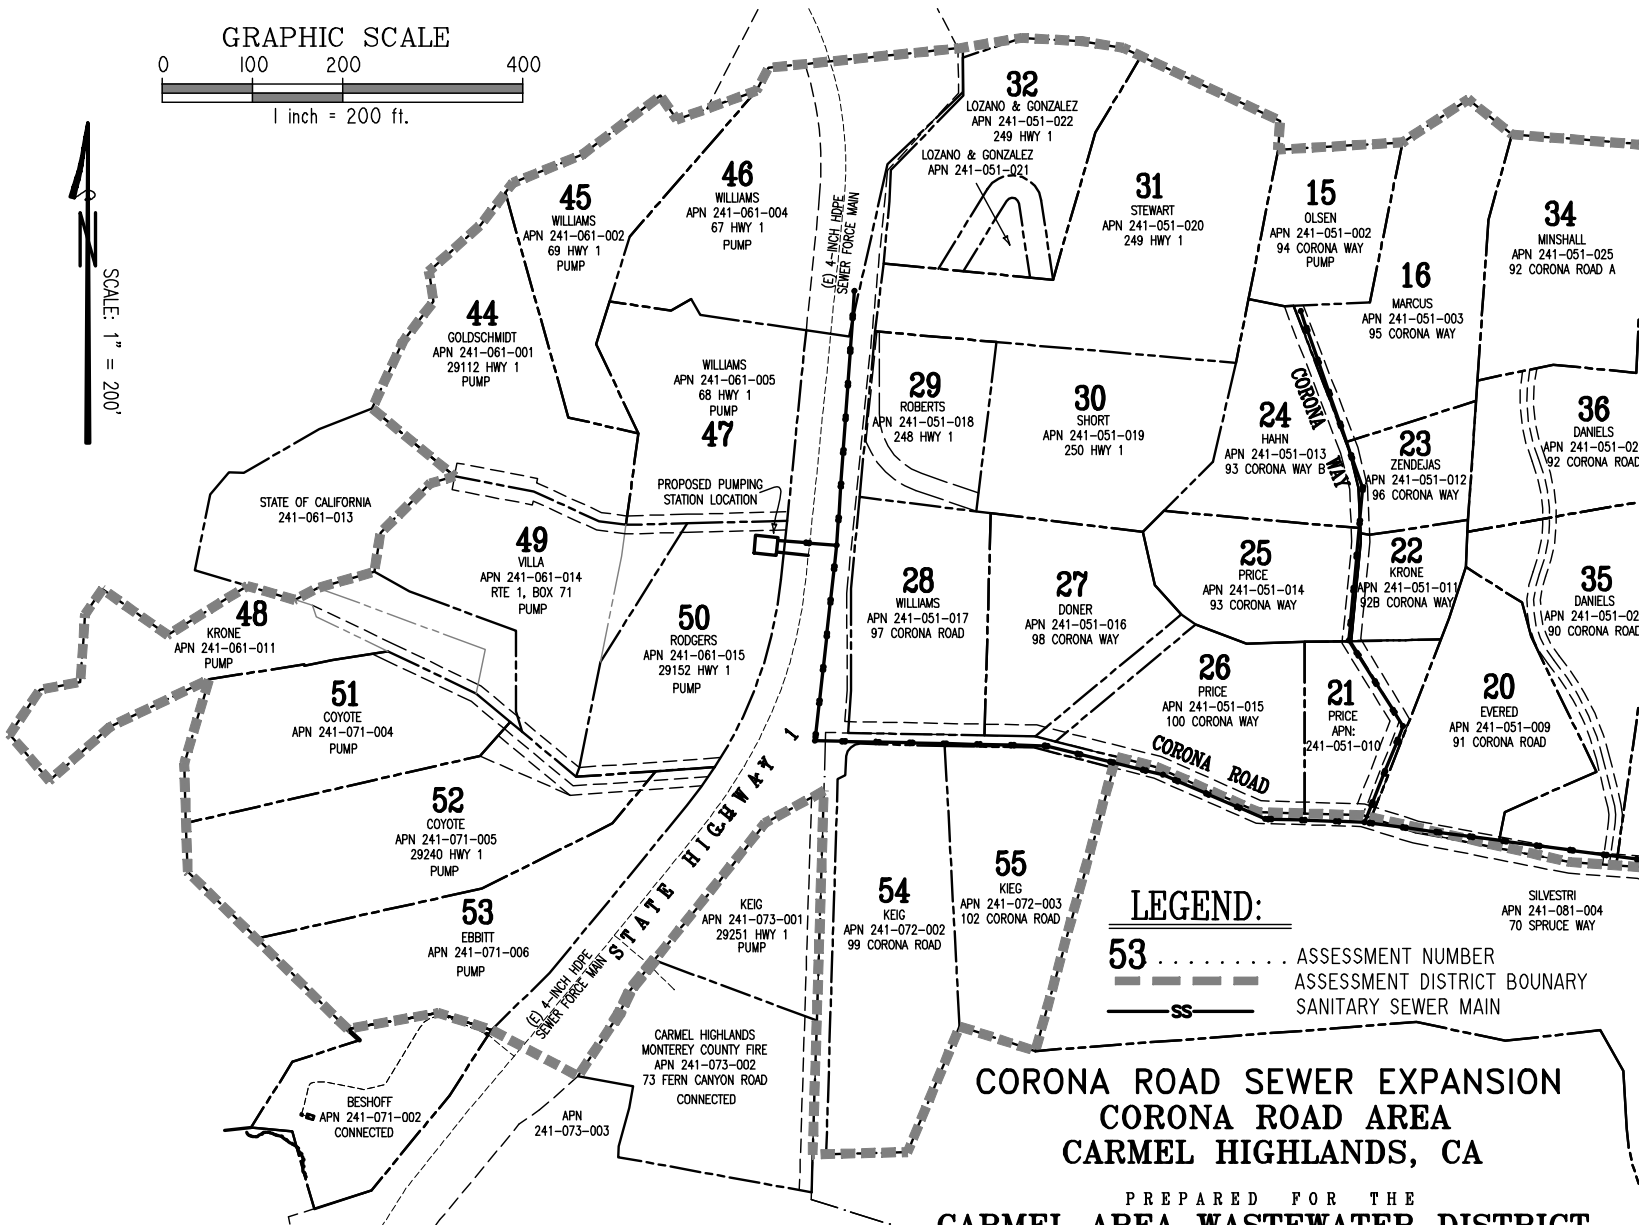 GRAPHIC SCALE
0 100 200 400
1 inch = 200 ft.
N
SCALE: 1" = 200'
32
LOZANO & GONZALEZ
APN 241-051-022
249 HWY 1
LOZANO & GONZALEZ
APN 241-051-021
46
WILLIAMS
APN 241-061-004
67 HWY 1
PUMP
45
WILLIAMS
APN 241-061-002
69 HWY 1
PUMP
(E) 4-INCH HDPE
SEWER FORCE MAIN
31
STEWART
APN 241-051-020
249 HWY 1
15
OLSEN
APN 241-051-002
94 CORONA WAY
PUMP
34
MINSHALL
APN 241-051-025
92 CORONA ROAD A
16
MARCUS
APN 241-051-003
95 CORONA WAY
44
GOLDSCHMIDT
APN 241-061-001
29112 HWY 1
PUMP
WILLIAMS
APN 241-061-005
68 HWY 1
PUMP
47
29
ROBERTS
APN 241-051-018
248 HWY 1
30
SHORT
APN 241-051-019
250 HWY 1
24
HAHN
APN 241-051-013
93 CORONA WAY B
CORONA WAY
23
ZENDEJAS
APN 241-051-012
96 CORONA WAY
36
DANIELS
APN 241-051-02
92 CORONA ROAD
STATE OF CALIFORNIA
241-061-013
PROPOSED PUMPING
STATION LOCATION
49
VILLA
APN 241-061-014
RTE 1, BOX 71
PUMP
48
KRONE
APN 241-061-011
PUMP
50
RODGERS
APN 241-061-015
29152 HWY 1
PUMP
28
WILLIAMS
APN 241-051-017
97 CORONA ROAD
27
DONER
APN 241-051-016
98 CORONA WAY
25
PRICE
APN 241-051-014
93 CORONA WAY
22
KRONE
APN 241-051-011
92B CORONA WAY
35
DANIELS
APN 241-051-02
90 CORONA ROAD
26
PRICE
APN 241-051-015
100 CORONA WAY
21
PRICE
APN:
241-051-010
20
EVERED
APN 241-051-009
91 CORONA ROAD
51
COYOTE
APN 241-071-004
PUMP
CORONA ROAD
STATE HIGHWAY 1
52
COYOTE
APN 241-071-005
29240 HWY 1
PUMP
53
EBBITT
APN 241-071-006
PUMP
KEIG
APN 241-073-001
29251 HWY 1
PUMP
54
KEIG
APN 241-072-002
99 CORONA ROAD
55
KIEG
APN 241-072-003
102 CORONA ROAD
SILVESTRI
APN 241-081-004
70 SPRUCE WAY
(E) 4-INCH HDPE
SEWER FORCE MAIN
LEGEND:
53 . . . . . . . . . ASSESSMENT NUMBER
ASSESSMENT DISTRICT BOUNARY
SS SANITARY SEWER MAIN
CARMEL HIGHLANDS
MONTEREY COUNTY FIRE
APN 241-073-002
73 FERN CANYON ROAD
CONNECTED
BESHOFF
APN 241-071-002
CONNECTED
APN
241-073-003
CORONA ROAD SEWER EXPANSION
CORONA ROAD AREA
CARMEL HIGHLANDS, CA
PREPARED FOR THE
CARMEL AREA WASTEWATER DISTRICT